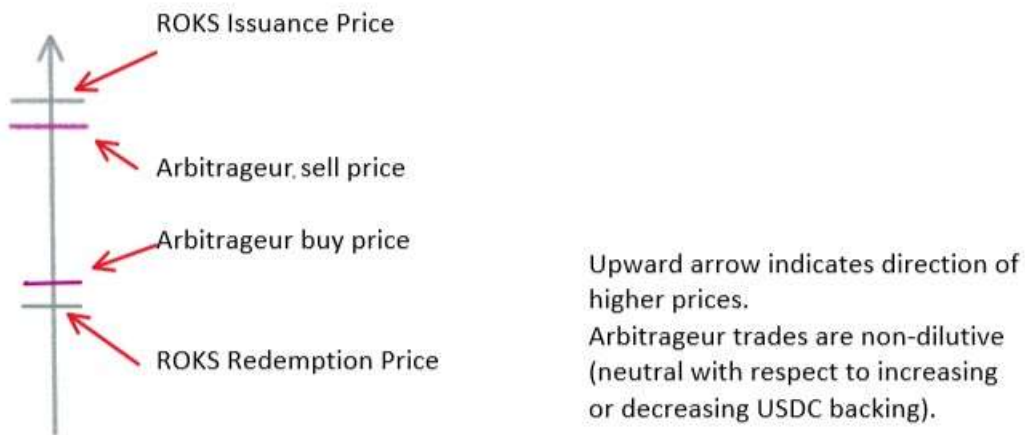 ROKS Issuance Price
Arbitrageur sell price
Arbitrageur buy price
Upward arrow indicates direction of
higher prices.
Arbitrageur trades are non-dilutive
ROKS Redemption Price
(neutral with respect to increasing
or decreasing USDC backing).